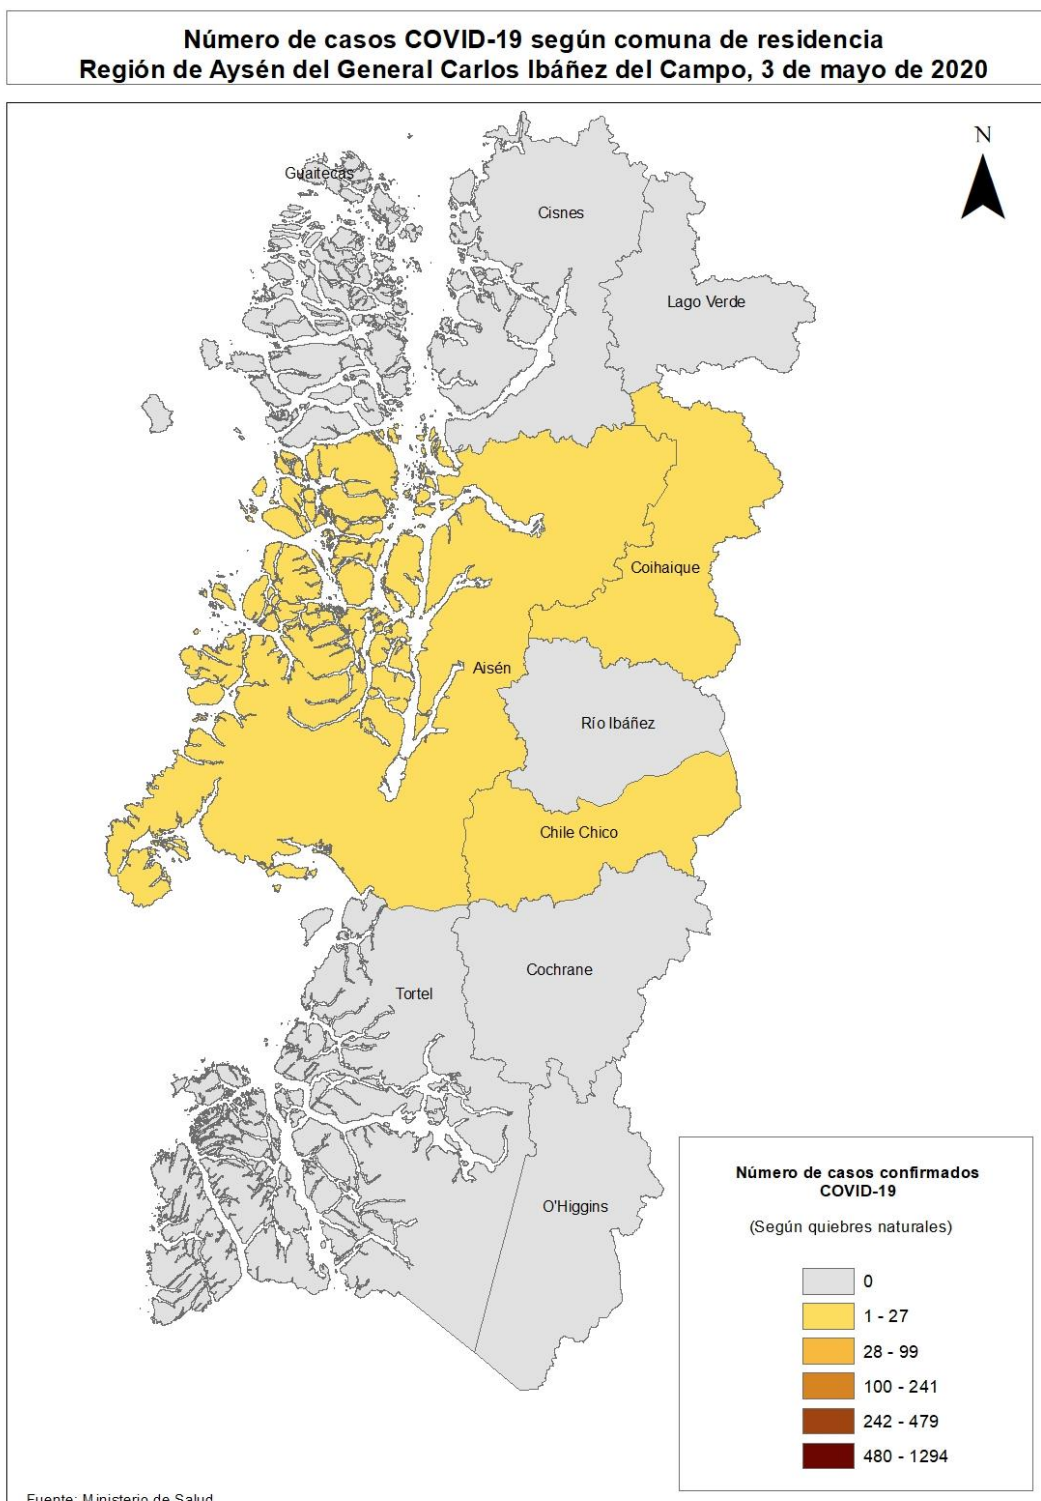 Número de casos COVID-19 según comuna de residencia
Región de Aysén del General Carlos Ibáñez del Campo, 3 de mayo de 2020
N
Guaitecas
Cisnes
Lago Verde
Coihaique
Aisén
Río Ibáñez
Chile Chico
Cochrane
Tortel
O'Higgins
Número de casos confirmados
COVID-19
(Según quiebres naturales)
0
1 - 27
28 - 99
100 - 241
242 - 479
480 - 1294
Fuente: Ministerio de Salud